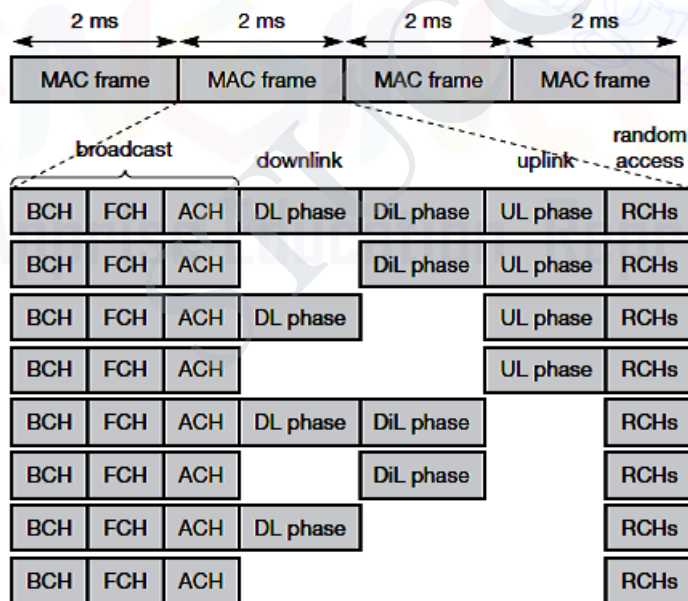 2 ms 2 ms 2 ms 2 ms
MAC frame MAC frame MAC frame MAC frame
broadcast downlink uplink random access
BCH FCH ACH DL phase DiL phase UL phase RCHs
BCH FCH ACH DiL phase UL phase RCHs
BCH FCH ACH DL phase UL phase RCHs
BCH FCH ACH UL phase RCHs
BCH FCH ACH DL phase DiL phase RCHs
BCH FCH ACH DiL phase RCHs
BCH FCH ACH DL phase RCHs
BCH FCH ACH RCHs